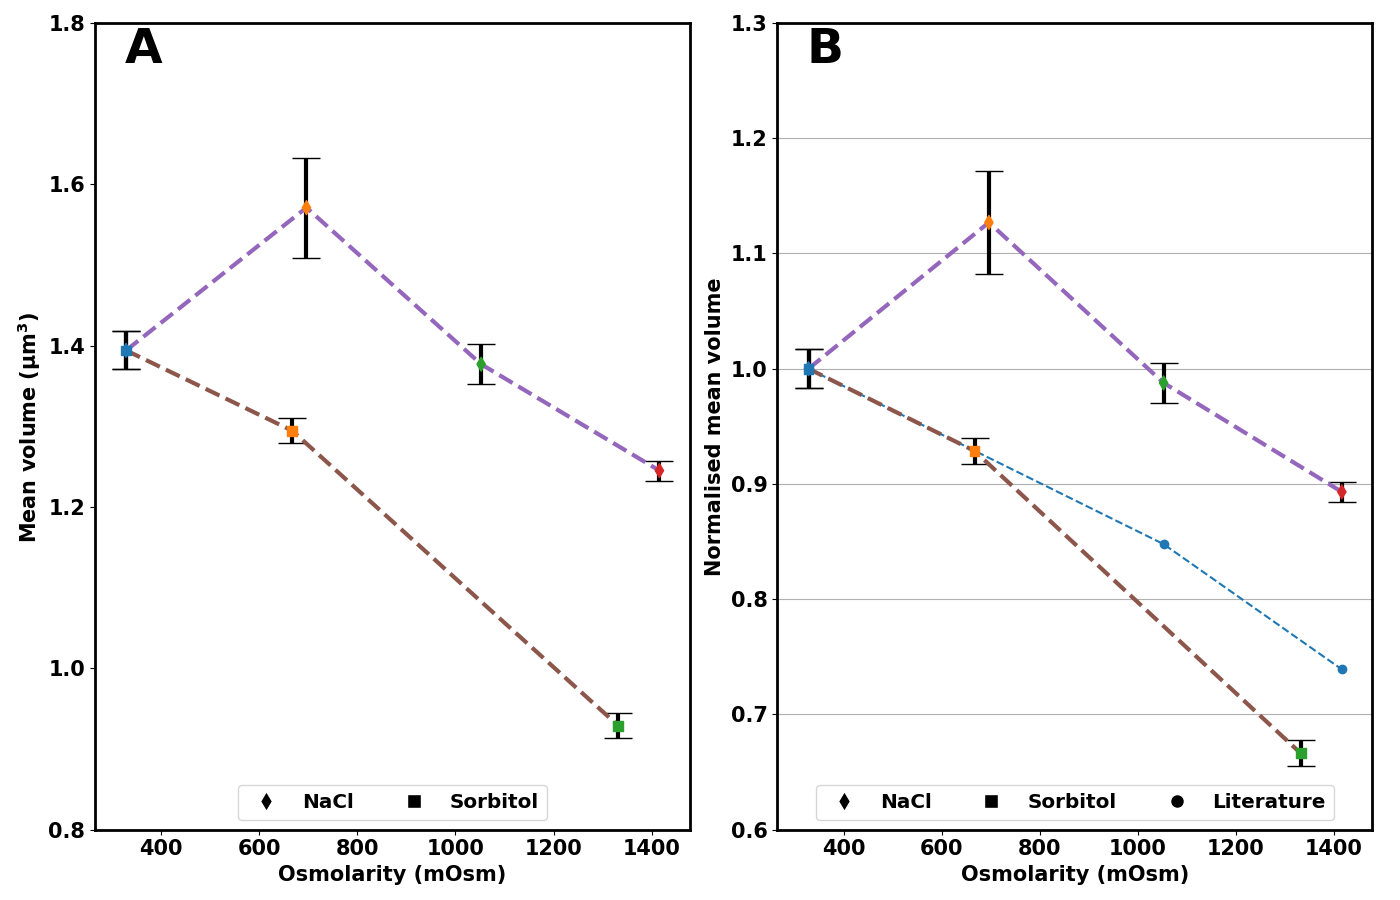 A
1.8
1.6
1.4
1.2
1.0
0.8
Mean volume (µm³)
400 600 800 1000 1200 1400
Osmolarity (mOsm)
NaCl Sorbitol
B
1.3
1.2
1.1
1.0
0.9
0.8
0.7
0.6
Normalised mean volume
400 600 800 1000 1200 1400
Osmolarity (mOsm)
NaCl Sorbitol Literature